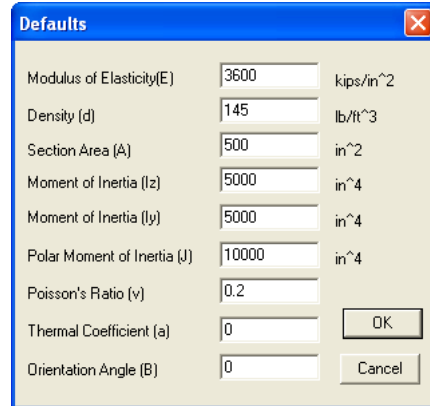 Defaults
Modulus of Elasticity(E) 3600 kips/in^2
Density (d) 145 lb/ft^3
Section Area (A) 500 in^2
Moment of Inertia (Iz) 5000 in^4
Moment of Inertia (Iy) 5000 in^4
Polar Moment of Inertia (J) 10000 in^4
Poisson's Ratio (v) 0.2
Thermal Coefficient (a) 0 OK
Orientation Angle (B) 0 Cancel